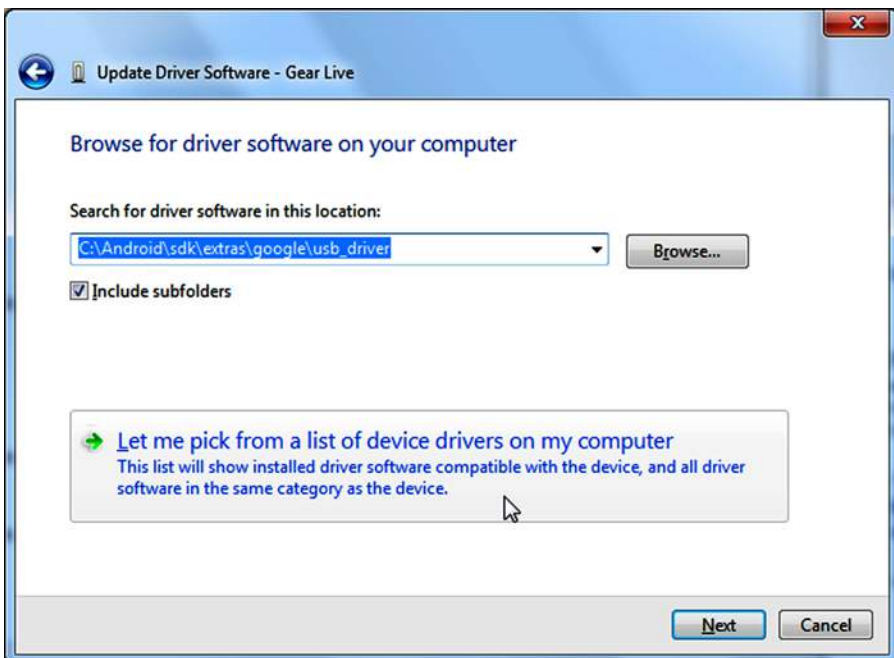 Update Driver Software - Gear Live
Browse for driver software on your computer
Search for driver software in this location:
C:\Android\sdk\extras\google\usb_driver
Browse...
Include subfolders
Let me pick from a list of device drivers on my computer
This list will show installed driver software compatible with the device, and all driver
software in the same category as the device.
Next
Cancel